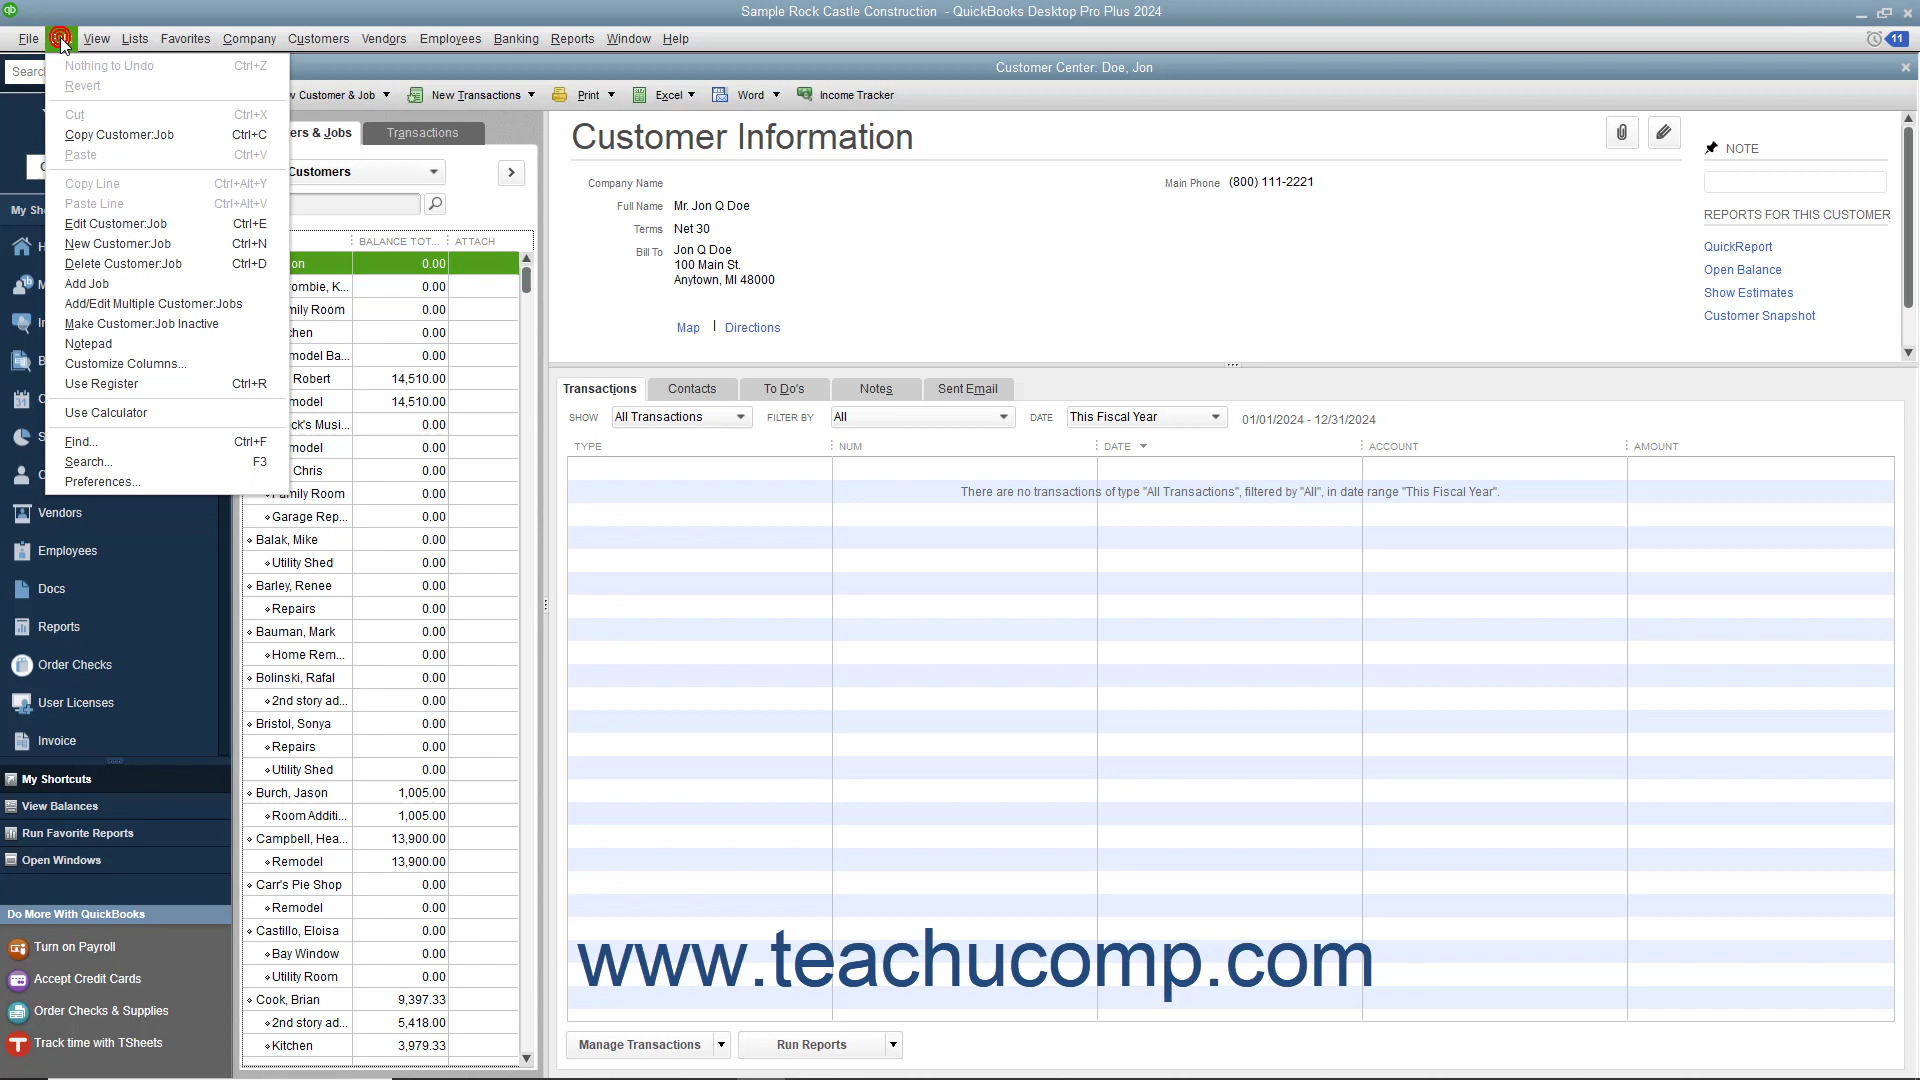 Sample Rock Castle Construction - QuickBooks Desktop Pro Plus 2024
File View Lists Favorites Company Customers Vendors Employees Banking Reports Window Help
11
Searc
Customer Center: Doe, Jon
Customer & Job New Transactions Print Excel Word Income Tracker
Nothing to Undo Ctrl+Z
Revert
Cut Ctrl+X
Copy Customer:Job Ctrl+C
Paste Ctrl+V
Copy Line Ctrl+Alt+Y
Paste Line Ctrl+Alt+V
Edit Customer:Job Ctrl+E
New Customer:Job Ctrl+N
Delete Customer:Job Ctrl+D
Add Job
Add/Edit Multiple Customer:Jobs
Make Customer:Job Inactive
Notepad
Customize Columns...
Use Register Ctrl+R
Use Calculator
Find... Ctrl+F
Search... F3
Preferences...
My Sh
Vendors
Employees
Docs
Reports
Order Checks
User Licenses
Invoice
My Shortcuts
View Balances
Run Favorite Reports
Open Windows
Do More With QuickBooks
Turn on Payroll
Accept Credit Cards
Order Checks & Supplies
Track time with TSheets
ers & Jobs Transactions
Customers
BALANCE TOT... ATTACH
on 0.00
rombie, K... 0.00
mily Room 0.00
chen 0.00
model Ba... 0.00
Robert 14,510.00
model 14,510.00
ck's Musi... 0.00
model 0.00
Chris 0.00
Family Room 0.00
Garage Rep... 0.00
Balak, Mike 0.00
Utility Shed 0.00
Barley, Renee 0.00
Repairs 0.00
Bauman, Mark 0.00
Home Rem... 0.00
Bolinski, Rafal 0.00
2nd story ad... 0.00
Bristol, Sonya 0.00
Repairs 0.00
Utility Shed 0.00
Burch, Jason 1,005.00
Room Additi... 1,005.00
Campbell, Hea... 13,900.00
Remodel 13,900.00
Carr's Pie Shop 0.00
Remodel 0.00
Castillo, Eloisa 0.00
Bay Window 0.00
Utility Room 0.00
Cook, Brian 9,397.33
2nd story ad... 5,418.00
Kitchen 3,979.33
Customer Information
Company Name
Full Name Mr. Jon Q Doe
Terms Net 30
Bill To Jon Q Doe
100 Main St.
Anytown, MI 48000
Map | Directions
Main Phone (800) 111-2221
NOTE
REPORTS FOR THIS CUSTOMER
QuickReport
Open Balance
Show Estimates
Customer Snapshot
Transactions Contacts To Do's Notes Sent Email
SHOW All Transactions FILTER BY All DATE This Fiscal Year 01/01/2024 - 12/31/2024
TYPE NUM DATE ACCOUNT AMOUNT
There are no transactions of type "All Transactions", filtered by "All", in date range "This Fiscal Year".
www.teachucomp.com
Manage Transactions Run Reports